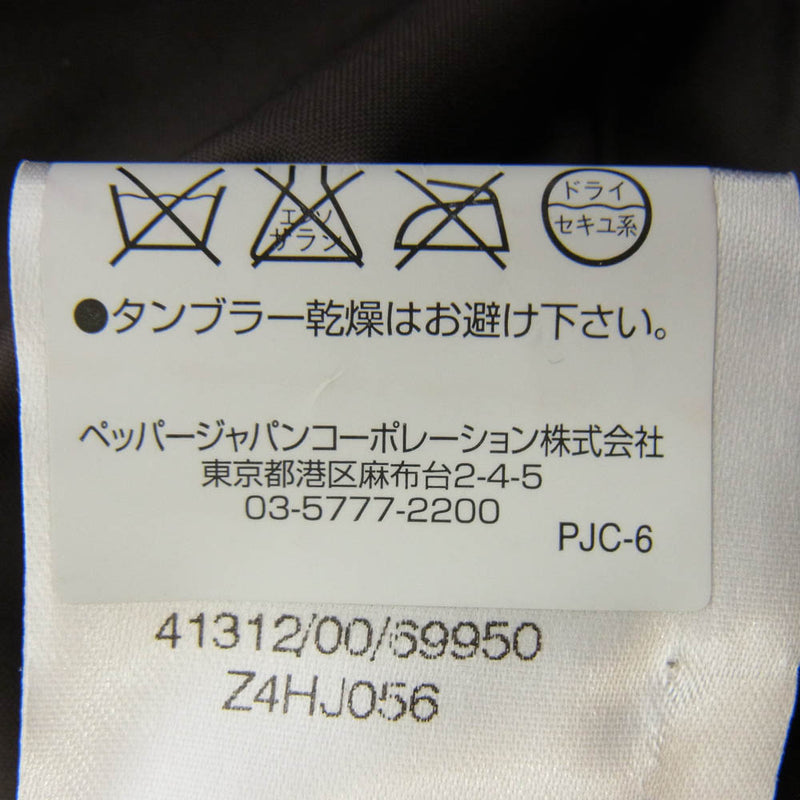 エンソ
サラシ
ドライ
セキユ系
●タンブラー乾燥はお避け下さい。
ペッパージャパンコーポレーション株式会社
東京都港区麻布台2-4-5
03-5777-2200
PJC-6
41312/00/69950
Z4HJ056